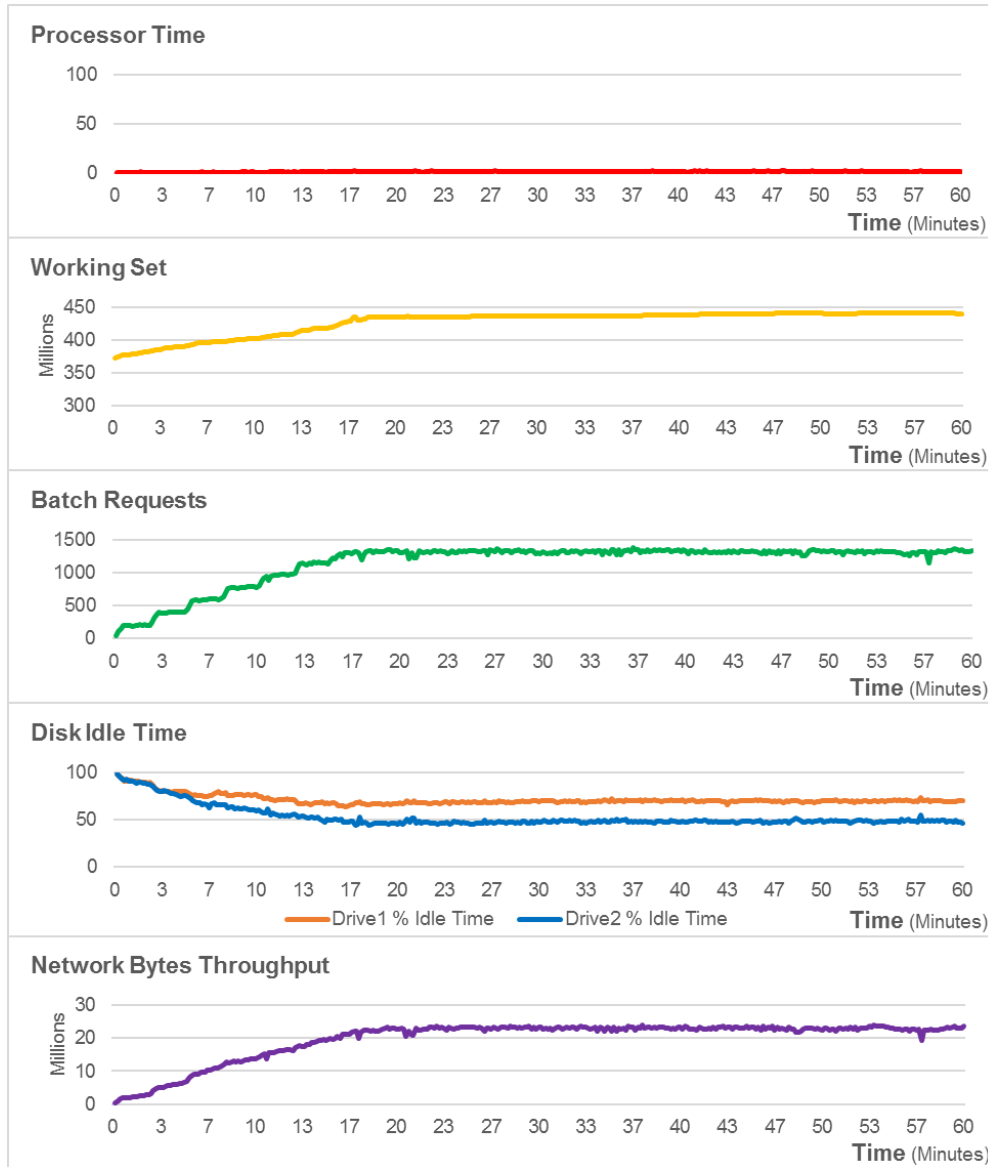 Processor Time
100
50
0
0 3 7 10 13 17 20 23 27 30 33 37 40 43 47 50 53 57 60
Time (Minutes)
Working Set
Millions
450
400
350
300
0 3 7 10 13 17 20 23 27 30 33 37 40 43 47 50 53 57 60
Time (Minutes)
Batch Requests
1500
1000
500
0
0 3 7 10 13 17 20 23 27 30 33 37 40 43 47 50 53 57 60
Time (Minutes)
Disk Idle Time
100
50
0
0 3 7 10 13 17 20 23 27 30 33 37 40 43 47 50 53 57 60
Drive1 % Idle Time Drive2 % Idle Time Time (Minutes)
Network Bytes Throughput
Millions
30
20
10
0
0 3 7 10 13 17 20 23 27 30 33 37 40 43 47 50 53 57 60
Time (Minutes)